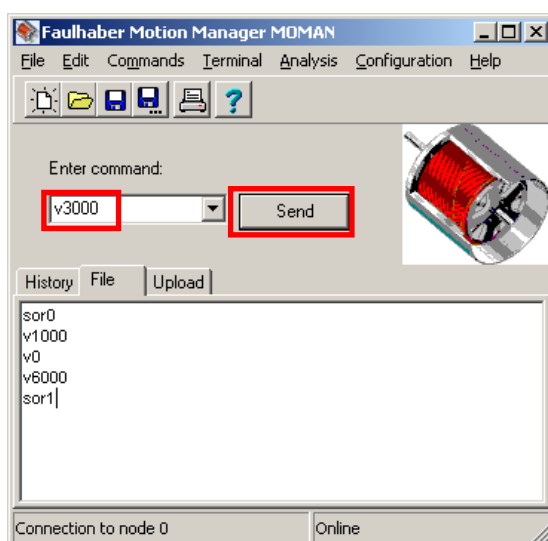 Faulhaber Motion Manager MOMAN
File Edit Commands Terminal Analysis Configuration Help
Enter command:
v3000 Send
History File Upload
sor0
v1000
v0
v6000
sor1
Connection to node 0 Online